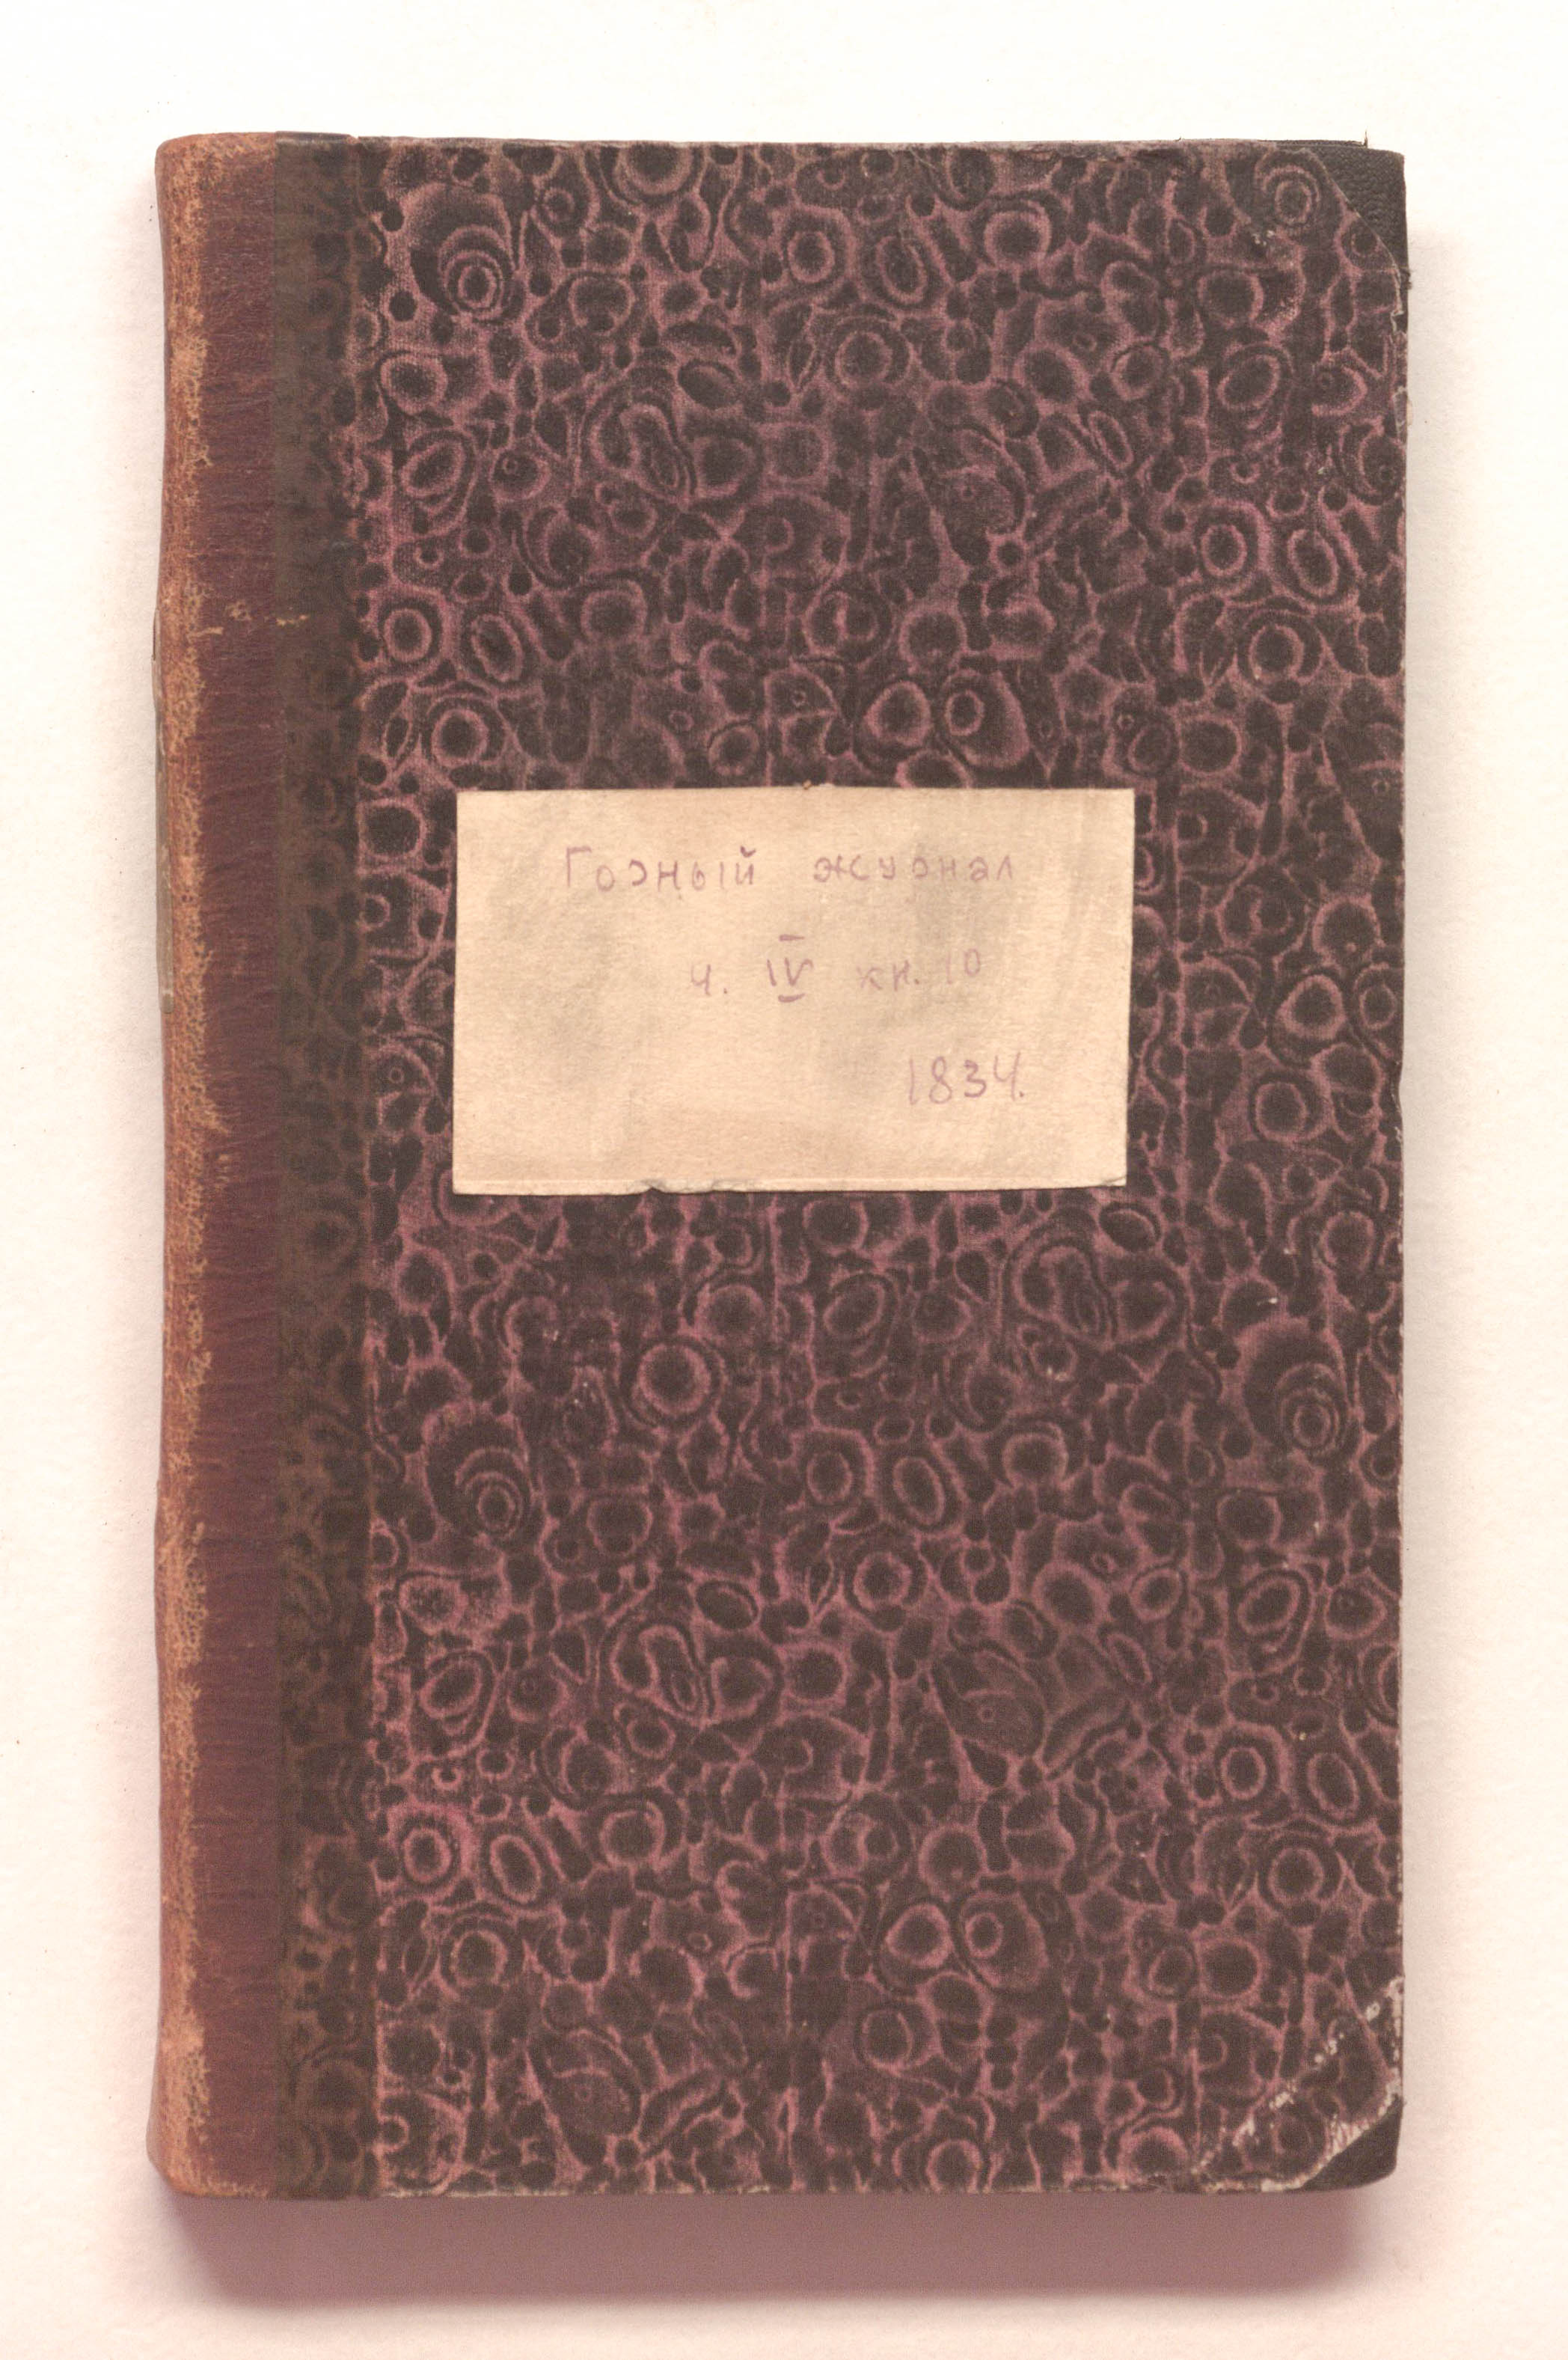 Горный журнал
ч. IV кн. 10
1834.